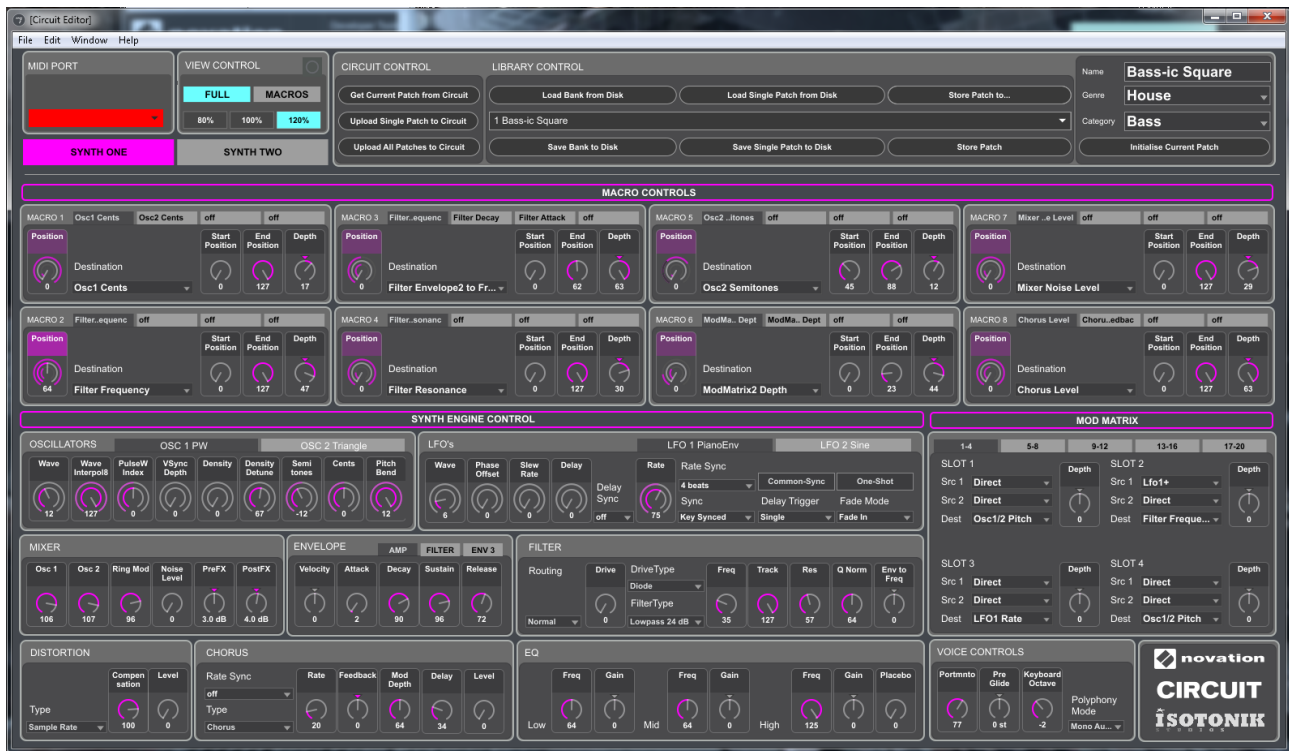 [Circuit Editor]
File Edit Window Help
MIDI PORT
VIEW CONTROL
FULL MACROS
80% 100% 120%
SYNTH ONE SYNTH TWO
CIRCUIT CONTROL
Get Current Patch from Circuit
Upload Single Patch to Circuit
Upload All Patches to Circuit
LIBRARY CONTROL
Load Bank from Disk Load Single Patch from Disk Store Patch to...
1 Bass-ic Square
Save Bank to Disk Save Single Patch to Disk Store Patch
Name Bass-ic Square
Genre House
Category Bass
Initialise Current Patch
MACRO CONTROLS
MACRO 1 Osc1 Cents Osc2 Cents off off
Position Start Position End Position Depth
Destination
Osc1 Cents
0 0 127 17
MACRO 3 Filter..equenc Filter Decay Filter Attack off
Position Start Position End Position Depth
Destination
Filter Envelope2 to Fr...
0 0 62 63
MACRO 5 Osc2 ..itones off off off
Position Start Position End Position Depth
Destination
Osc2 Semitones
0 45 88 12
MACRO 7 Mixer ..e Level off off off
Position Start Position End Position Depth
Destination
Mixer Noise Level
0 0 127 29
MACRO 2 Filter..equenc off off off
Position Start Position End Position Depth
Destination
Filter Frequency
64 0 127 47
MACRO 4 Filter..sonanc off off off
Position Start Position End Position Depth
Destination
Filter Resonance
0 0 127 30
MACRO 6 ModMa.. Dept ModMa.. Dept off off
Position Start Position End Position Depth
Destination
ModMatrix2 Depth
0 0 23 44
MACRO 8 Chorus Level Choru..edbac off off
Position Start Position End Position Depth
Destination
Chorus Level
0 0 127 63
SYNTH ENGINE CONTROL
OSCILLATORS OSC 1 PW OSC 2 Triangle
Wave Wave Interpol8 PulseW Index VSync Depth Density Density Detune Semi tones Cents Pitch Bend
12 127 0 0 0 67 -12 0 12
LFO's LFO 1 PianoEnv LFO 2 Sine
Wave Phase Offset Slew Rate Delay Rate
6 0 0 0 75
Delay Sync
off
Rate Sync
4 beats Common-Sync One-Shot
Sync Delay Trigger Fade Mode
Key Synced Single Fade In
MOD MATRIX
1-4 5-8 9-12 13-16 17-20
SLOT 1 Depth
Src 1 Direct
Src 2 Direct
Dest Osc1/2 Pitch 0
SLOT 2 Depth
Src 1 Lfo1+
Src 2 Direct
Dest Filter Freque... 0
SLOT 3 Depth
Src 1 Direct
Src 2 Direct
Dest LFO1 Rate 0
SLOT 4 Depth
Src 1 Direct
Src 2 Direct
Dest Osc1/2 Pitch 0
MIXER
Osc 1 Osc 2 Ring Mod Noise Level PreFX PostFX
106 107 96 0 3.0 dB 4.0 dB
ENVELOPE AMP FILTER ENV 3
Velocity Attack Decay Sustain Release
0 2 90 96 72
FILTER
Routing
Normal
Drive
0
DriveType
Diode
FilterType
Lowpass 24 dB
Freq Track Res Q Norm Env to Freq
35 127 57 64 0
DISTORTION
Type
Sample Rate
Compen sation Level
100 0
CHORUS
Rate Sync
off
Type
Chorus
Rate Feedback Mod Depth Delay Level
20 0 64 34 0
EQ
Freq Gain Freq Gain Freq Gain Placebo
Low 64 0 Mid 64 0 High 125 0 0
VOICE CONTROLS
Portmnto Pre Glide Keyboard Octave
77 0 st -2
Polyphony Mode
Mono Au...
novation
CIRCUIT
ISOTONIK
STUDIOS